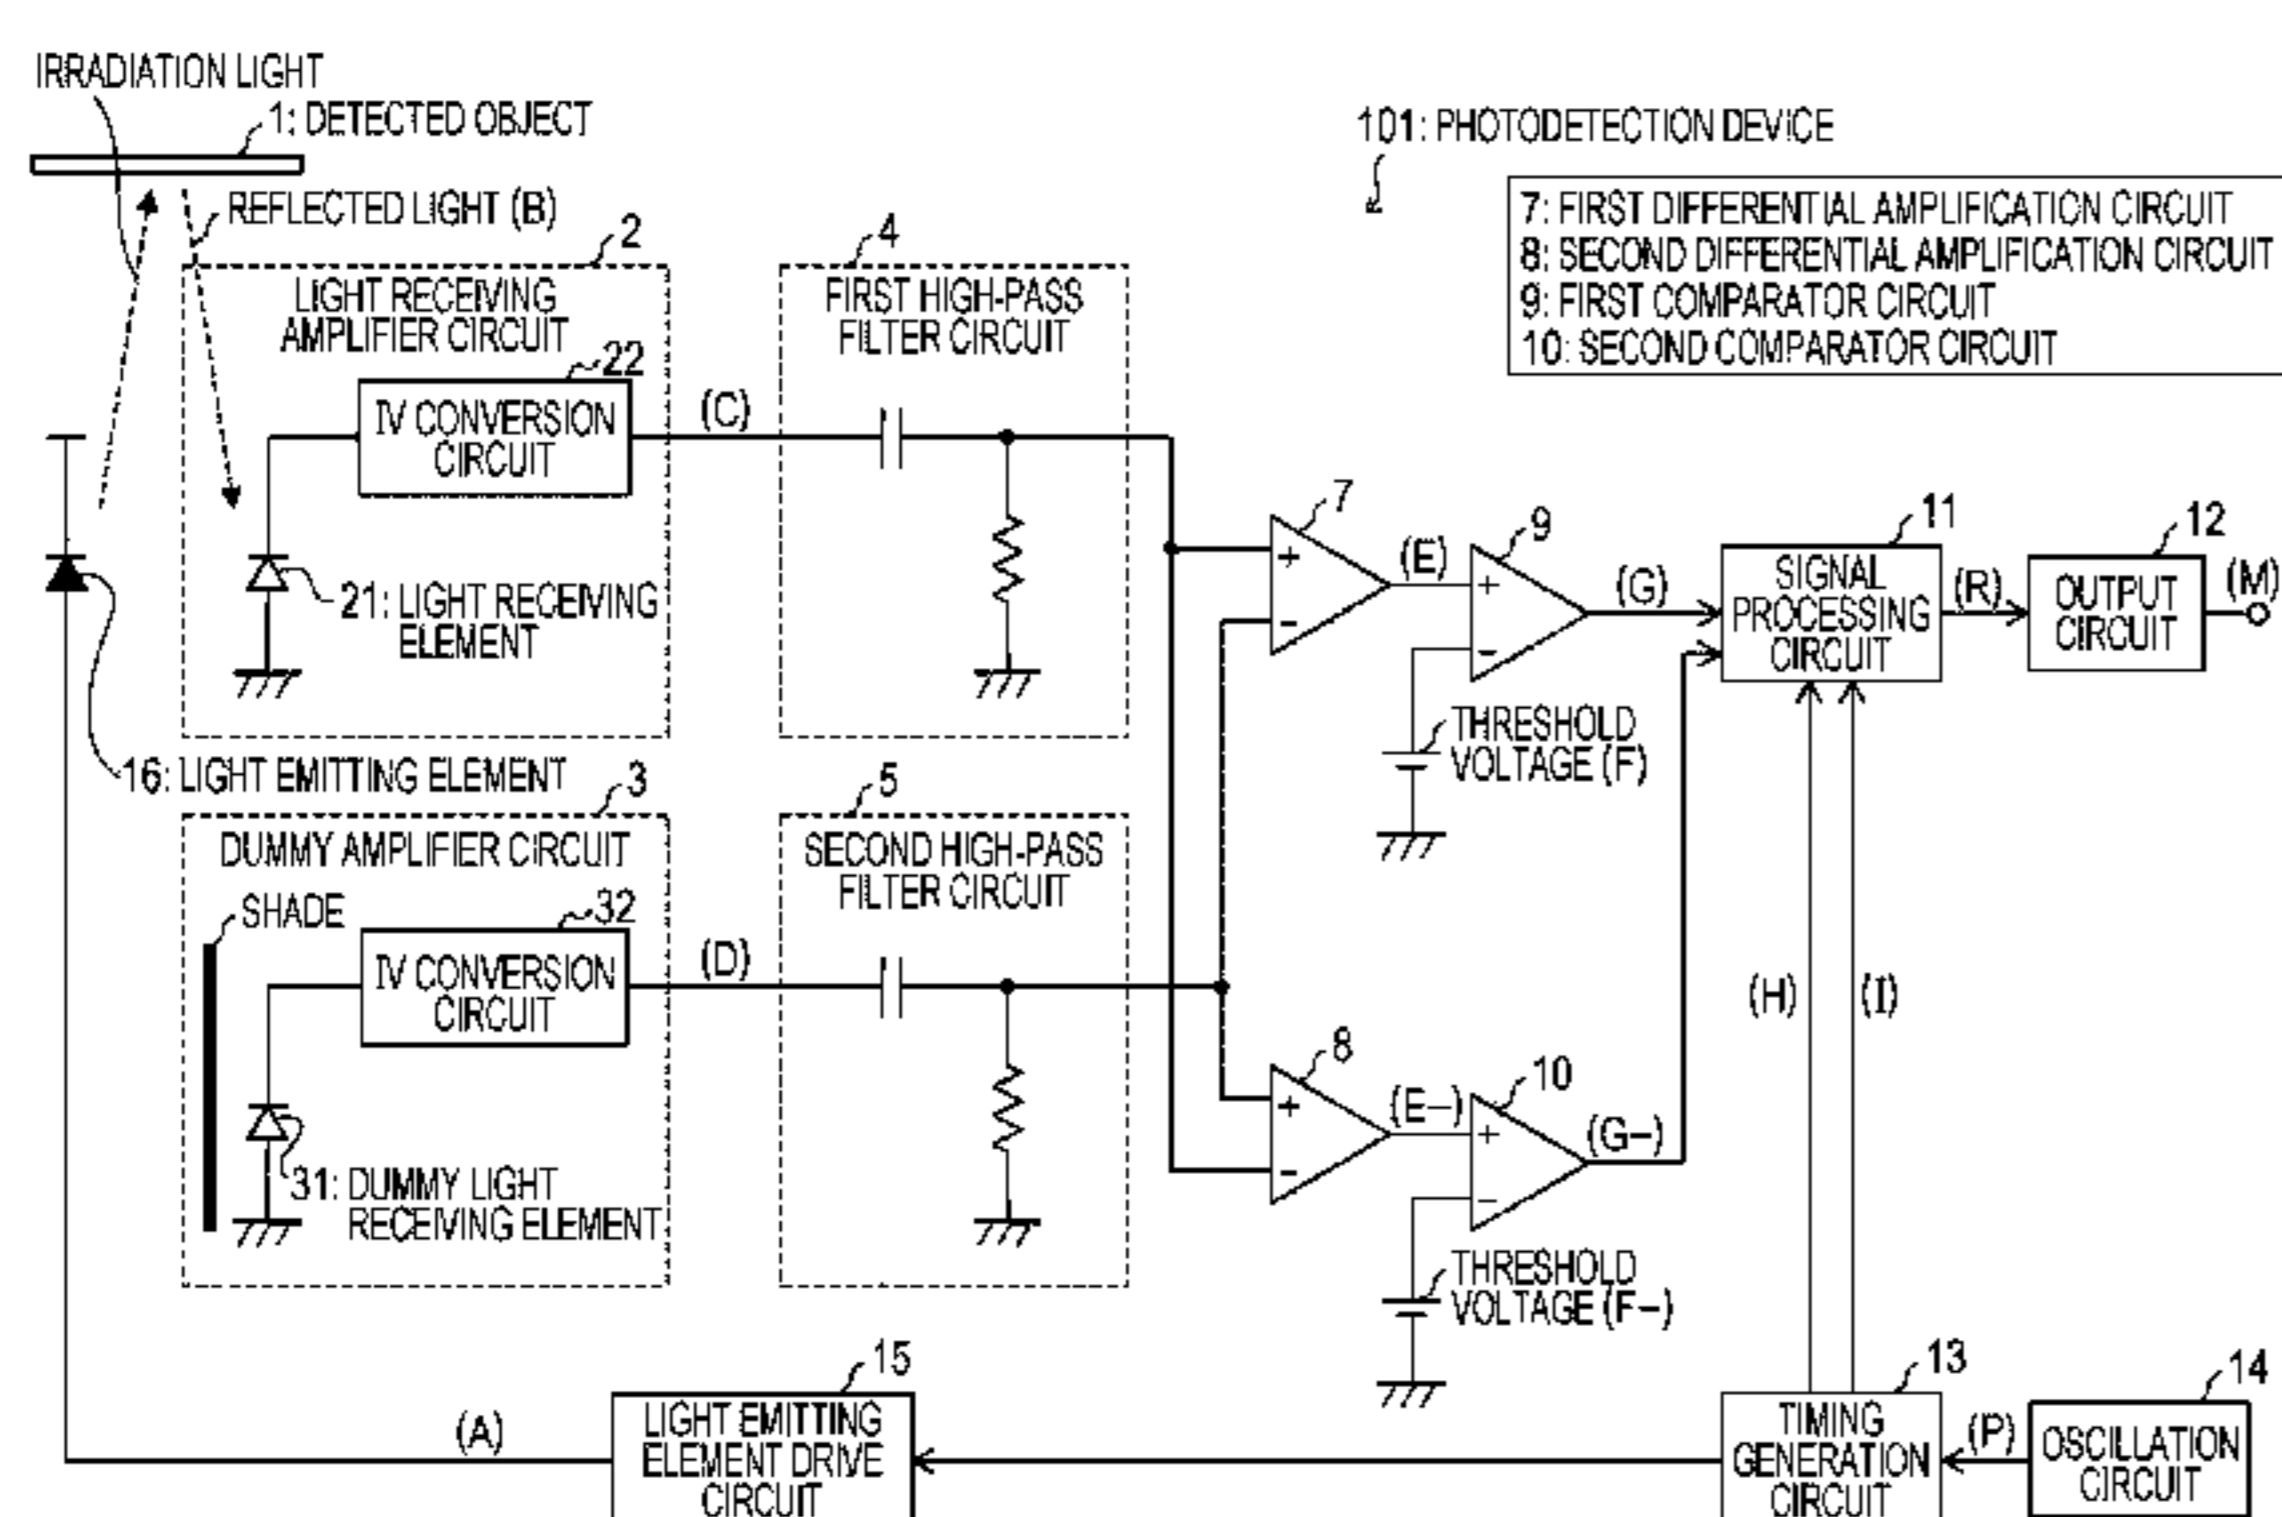 IRRADIATION LIGHT
1: DETECTED OBJECT
REFLECTED LIGHT (B)
101: PHOTODETECTION DEVICE
7: FIRST DIFFERENTIAL AMPLIFICATION CIRCUIT
8: SECOND DIFFERENTIAL AMPLIFICATION CIRCUIT
9: FIRST COMPARATOR CIRCUIT
10: SECOND COMPARATOR CIRCUIT
2
LIGHT RECEIVING
AMPLIFIER CIRCUIT
22
IV CONVERSION
CIRCUIT
(C)
21: LIGHT RECEIVING
ELEMENT
4
FIRST HIGH-PASS
FILTER CIRCUIT
16: LIGHT EMITTING ELEMENT
7
+
−
(E)
9
+
−
(G)
THRESHOLD
VOLTAGE (F)
11
SIGNAL
PROCESSING
CIRCUIT
(R)
12
OUTPUT
CIRCUIT
(M)
3
DUMMY AMPLIFIER CIRCUIT
SHADE
32
IV CONVERSION
CIRCUIT
(D)
31: DUMMY LIGHT
RECEIVING ELEMENT
5
SECOND HIGH-PASS
FILTER CIRCUIT
8
+
−
(E−)
10
+
−
(G−)
THRESHOLD
VOLTAGE (F−)
(H)
(I)
(A)
15
LIGHT EMITTING
ELEMENT DRIVE
CIRCUIT
13
TIMING
GENERATION
CIRCUIT
(P)
14
OSCILLATION
CIRCUIT